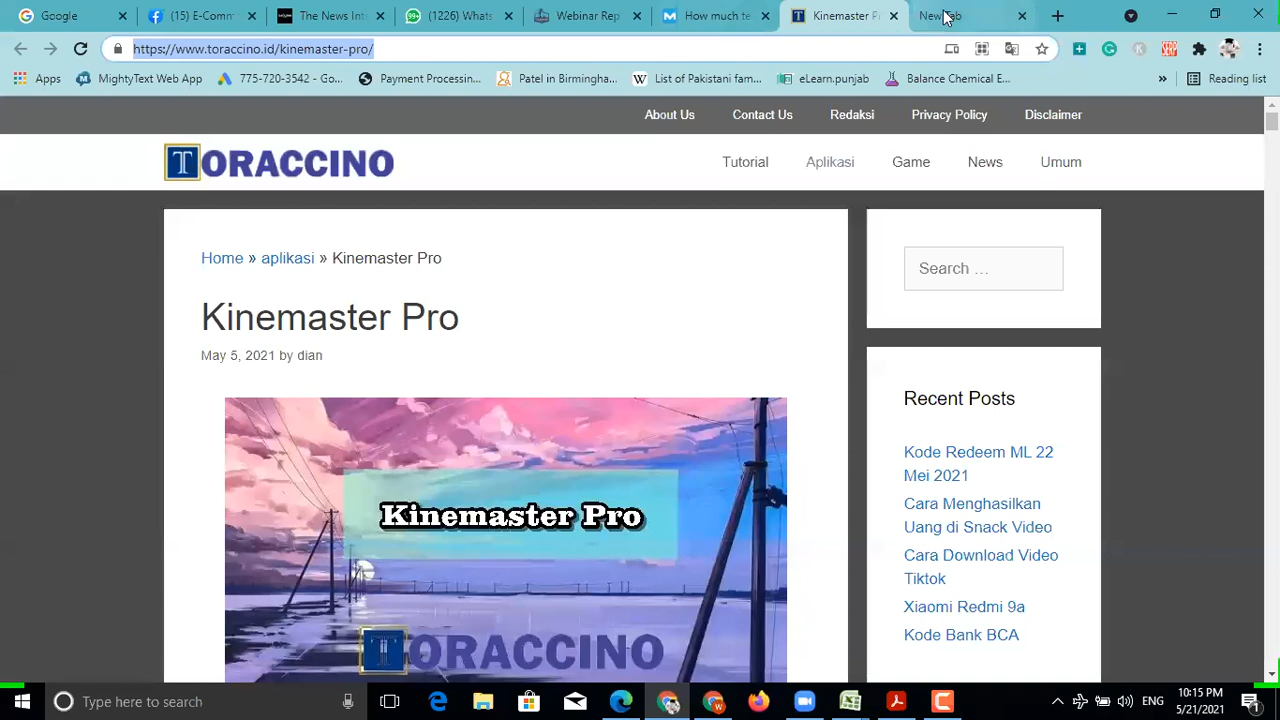 Google
(15) E-Comm
The News Int
(1226) Whats
Webinar Rep
How much te
Kinemaster P
https://www.toraccino.id/kinemaster-pro/
Apps
MightyText Web App
775-720-3542 - Go...
Payment Processin...
Patel in Birmingha...
List of Pakistani fam...
eLearn.punjab
Balance Chemical E...
»
Reading list
About Us
Contact Us
Redaksi
Privacy Policy
Disclaimer
TORACCINO
Tutorial
Aplikasi
Game
News
Umum
Home » aplikasi » Kinemaster Pro
Search ...
Kinemaster Pro
May 5, 2021 by dian
Recent Posts
Kode Redeem ML 22
Mei 2021
Cara Menghasilkan
Uang di Snack Video
Cara Download Video
Tiktok
Xiaomi Redmi 9a
Kode Bank BCA
Kinemaster Pro
TORACCINO
Type here to search
ENG
10:15 PM
5/21/2021